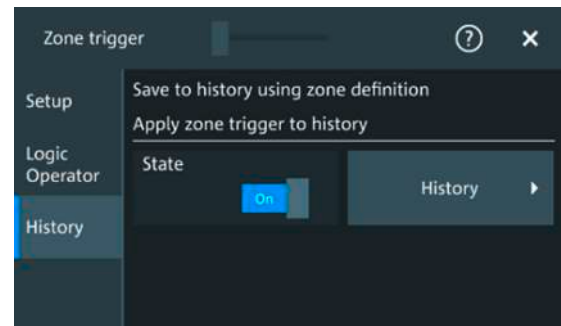 Zone trigger
Setup
Logic
Operator
History
Save to history using zone definition
Apply zone trigger to history
State
On
History